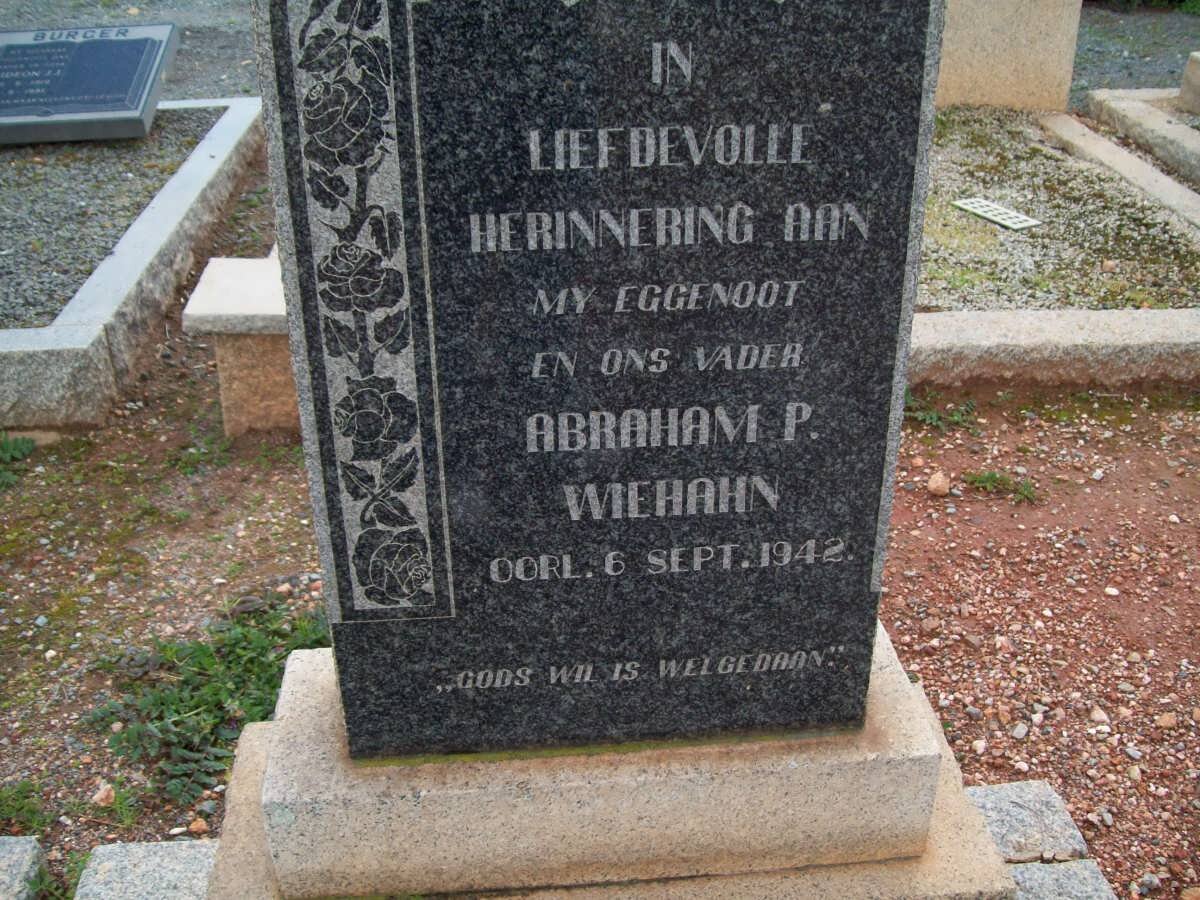 BURGER
IN
LIEFDEVOLLE
HERINNERING AAN
MY EGGENOOT
EN ONS VADER
ABRAHAM P.
WIEHAHN
OORL. 6 SEPT. 1942.
„GODS WIL IS WELGEDAAN".